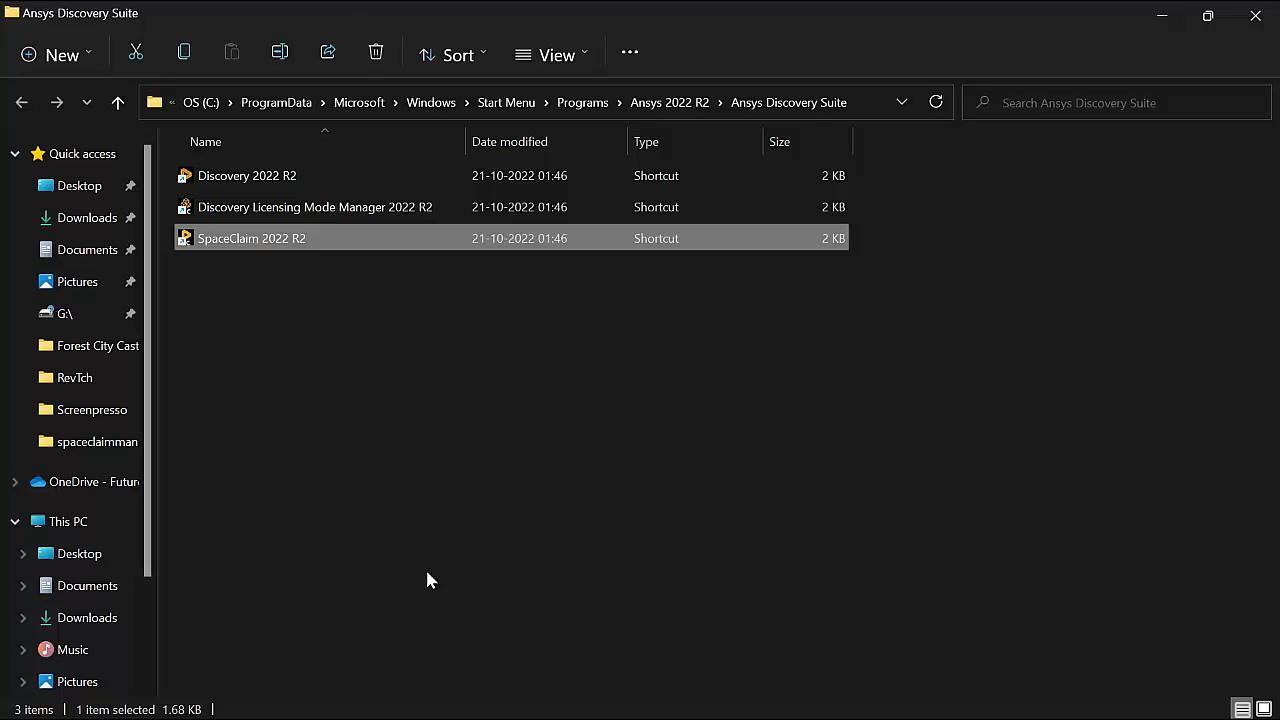 Ansys Discovery Suite
New
Sort
View
« OS (C:) › ProgramData › Microsoft › Windows › Start Menu › Programs › Ansys 2022 R2 › Ansys Discovery Suite
Search Ansys Discovery Suite
Name Date modified Type Size
Discovery 2022 R2 21-10-2022 01:46 Shortcut 2 KB
Discovery Licensing Mode Manager 2022 R2 21-10-2022 01:46 Shortcut 2 KB
SpaceClaim 2022 R2 21-10-2022 01:46 Shortcut 2 KB
Quick access
Desktop
Downloads
Documents
Pictures
G:\
Forest City Cast
RevTch
Screenpresso
spaceclaimman
OneDrive - Futur
This PC
Desktop
Documents
Downloads
Music
Pictures
3 items 1 item selected 1.68 KB